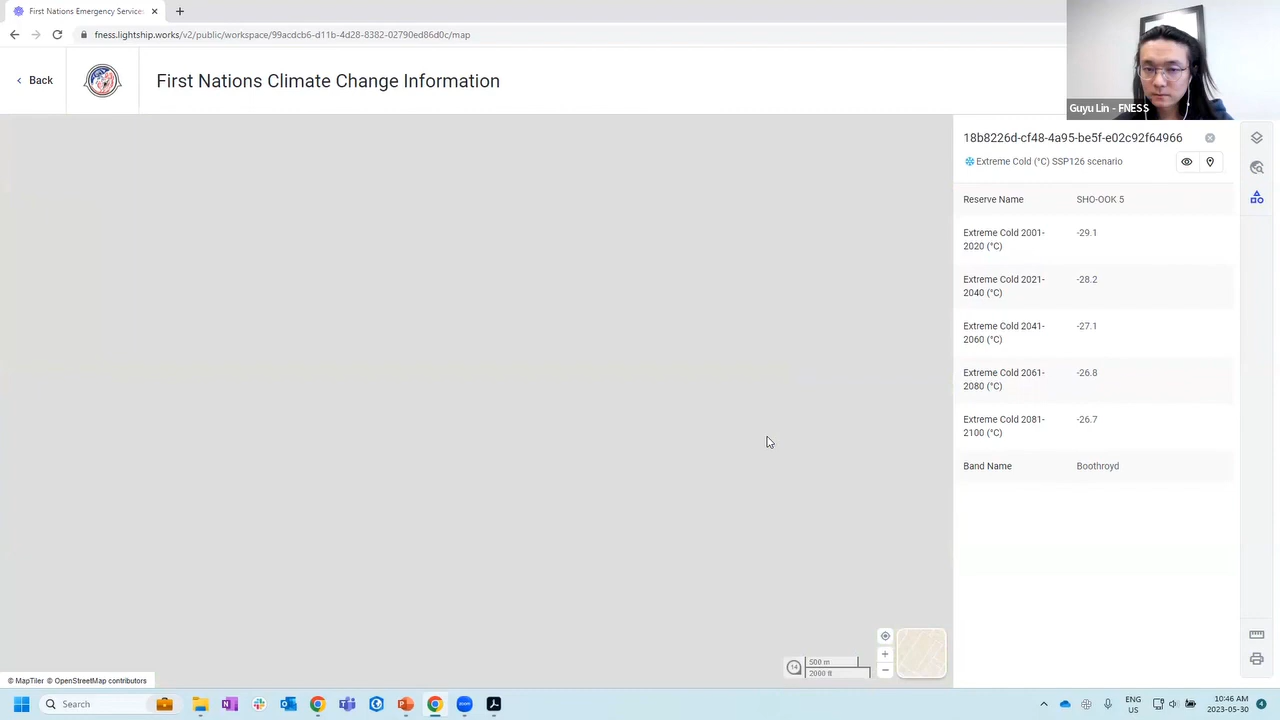 First Nations Emergency Service
fness.lightship.works/v2/public/workspace/99acdcb6-d11b-4d28-8382-02790ed86d0c/map
Back
First Nations Climate Change Information
Guyu Lin - FNESS
18b8226d-cf48-4a95-be5f-e02c92f64966
Extreme Cold (°C) SSP126 scenario
Reserve Name SHO-OOK 5
Extreme Cold 2001- -29.1
2020 (°C)
Extreme Cold 2021- -28.2
2040 (°C)
Extreme Cold 2041- -27.1
2060 (°C)
Extreme Cold 2061- -26.8
2080 (°C)
Extreme Cold 2081- -26.7
2100 (°C)
Band Name Boothroyd
14
500 m
2000 ft
© MapTiler © OpenStreetMap contributors
Search
ENG
US
10:46 AM
2023-05-30
4